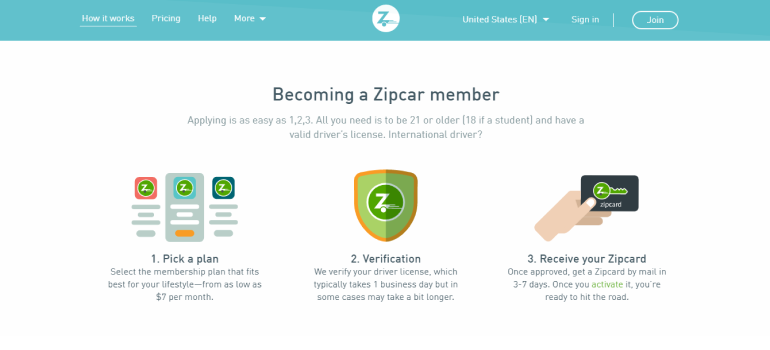 How it works Pricing Help More United States [EN] Sign in Join
Becoming a Zipcar member
Applying is as easy as 1,2,3. All you need is to be 21 or older [18 if a student] and have a
valid driver's license. International driver?
zipcard
1. Pick a plan
Select the membership plan that fits
best for your lifestyle—from as low as
$7 per month.
2. Verification
We verify your driver license, which
typically takes 1 business day but in
some cases may take a bit longer.
3. Receive your Zipcard
Once approved, get a Zipcard by mail in
3-7 days. Once you activate it, you're
ready to hit the road.